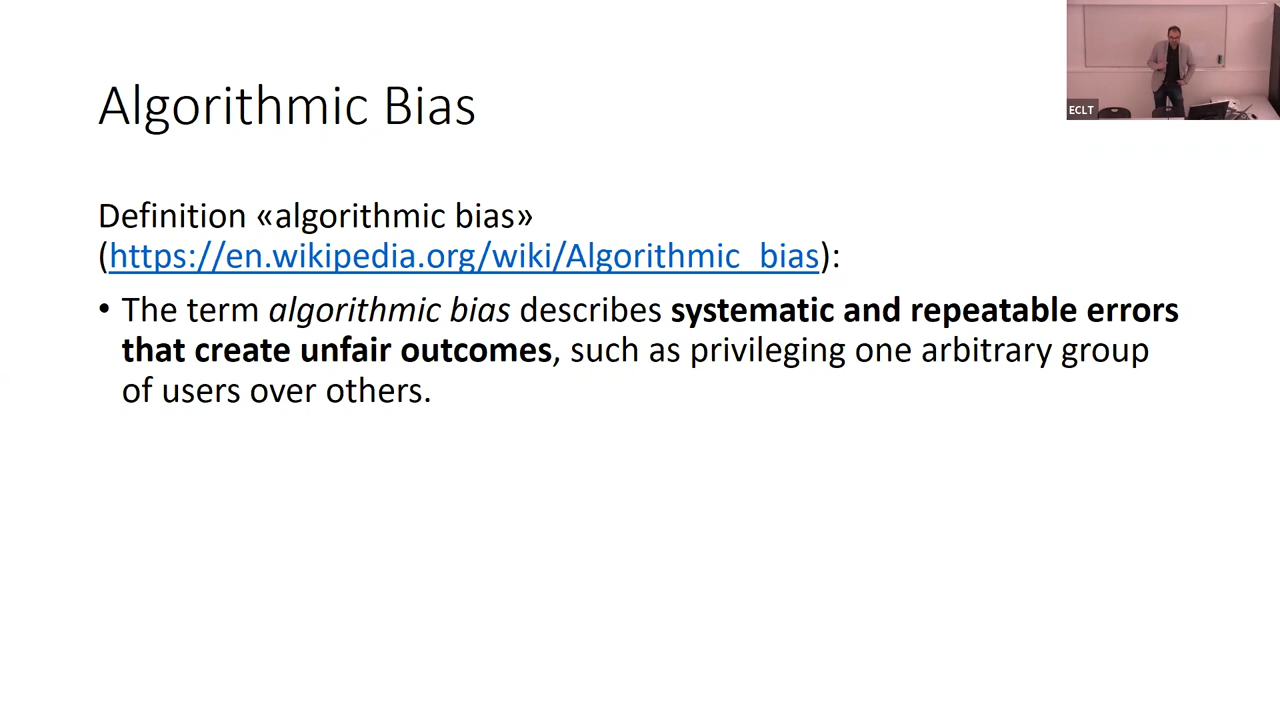 Algorithmic Bias
ECLT
Definition «algorithmic bias»
(https://en.wikipedia.org/wiki/Algorithmic_bias):
• The term algorithmic bias describes systematic and repeatable errors
that create unfair outcomes, such as privileging one arbitrary group
of users over others.